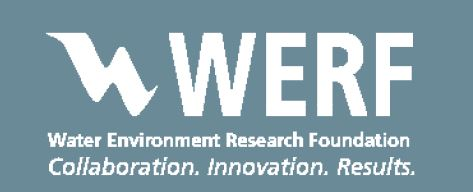 WERF
Water Environment Research Foundation
Collaboration. Innovation. Results.